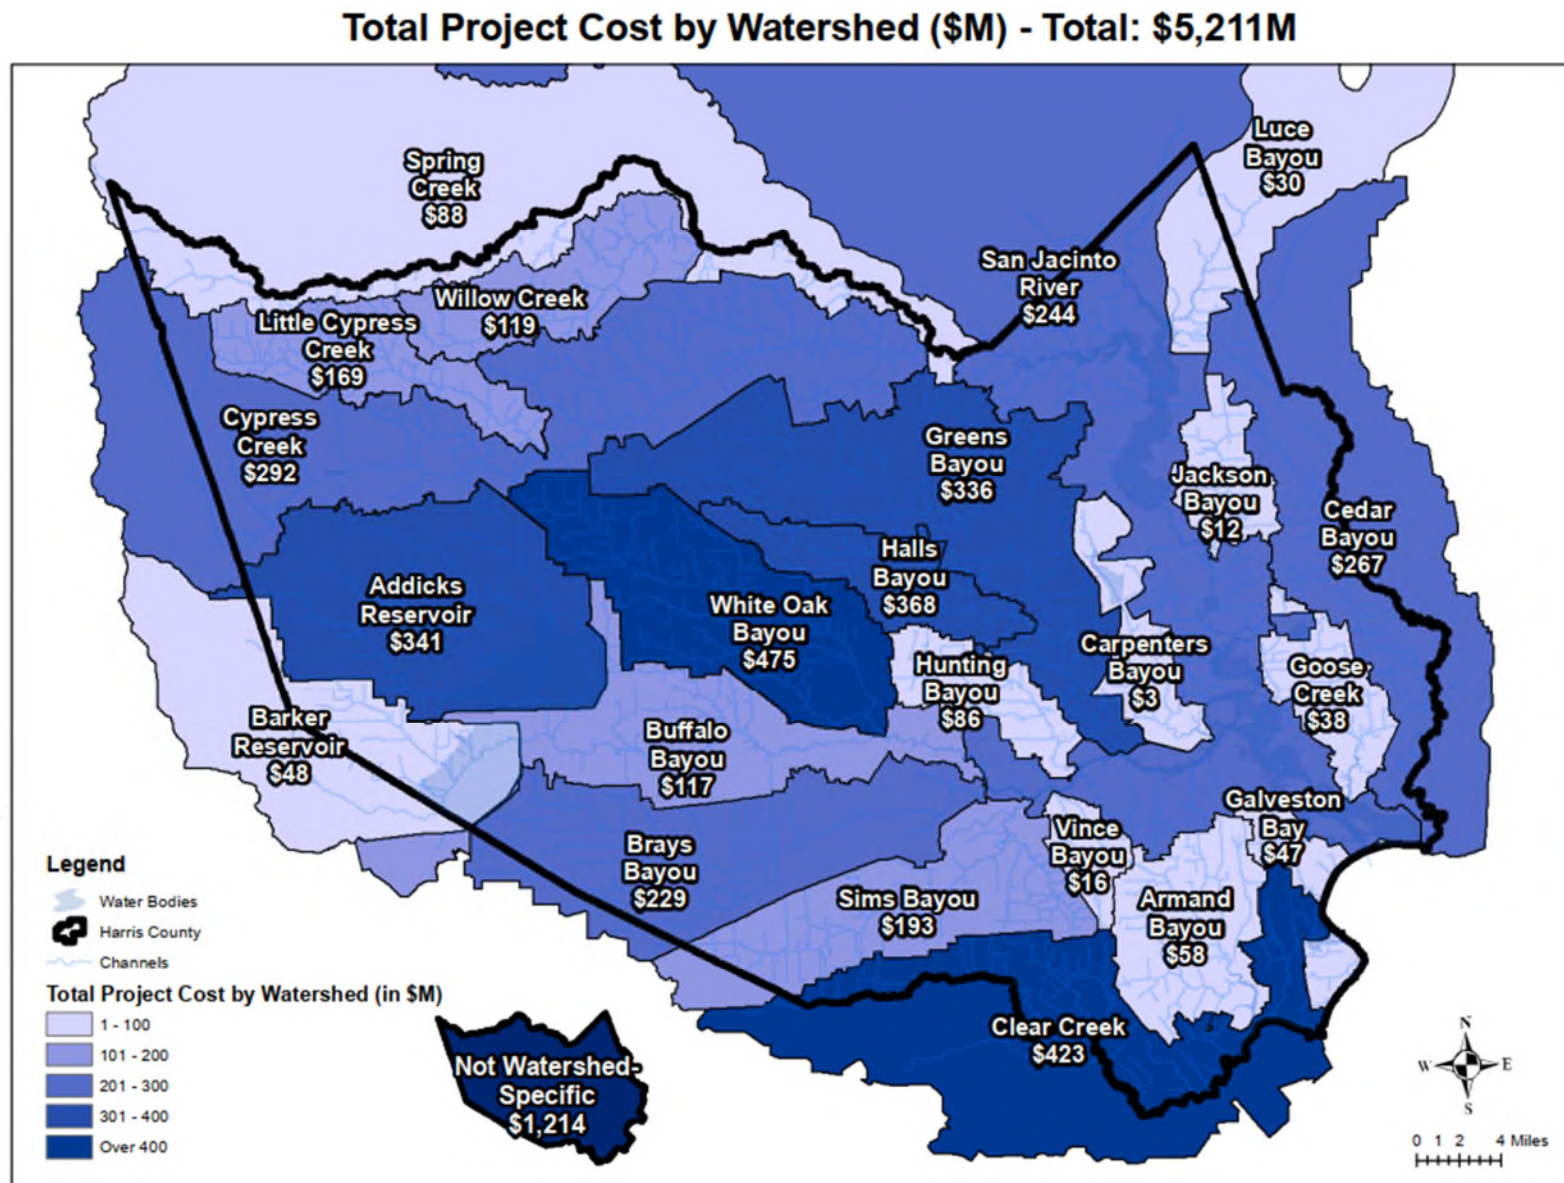 Total Project Cost by Watershed ($M) - Total: $5,211M
Luce
Bayou
$30
Spring
Creek
$88
San Jacinto
River
$244
Willow Creek
$119
Little Cypress
Creek
$169
Cypress
Creek
$292
Greens
Bayou
$336
Jackson
Bayou
$12
Cedar
Bayou
$267
Halls
Bayou
$368
Addicks
Reservoir
$341
White Oak
Bayou
$475
Carpenters
Bayou
$3
Hunting
Bayou
$86
Goose
Creek
$38
Barker
Reservoir
$48
Buffalo
Bayou
$117
Galveston
Bay
$47
Vince
Bayou
$16
Brays
Bayou
$229
Sims Bayou
$193
Armand
Bayou
$58
Clear Creek
$423
Not Watershed-
Specific
$1,214
Legend
Water Bodies
Harris County
Channels
Total Project Cost by Watershed (in $M)
1 - 100
101 - 200
201 - 300
301 - 400
Over 400
N
W E
S
0 1 2 4 Miles